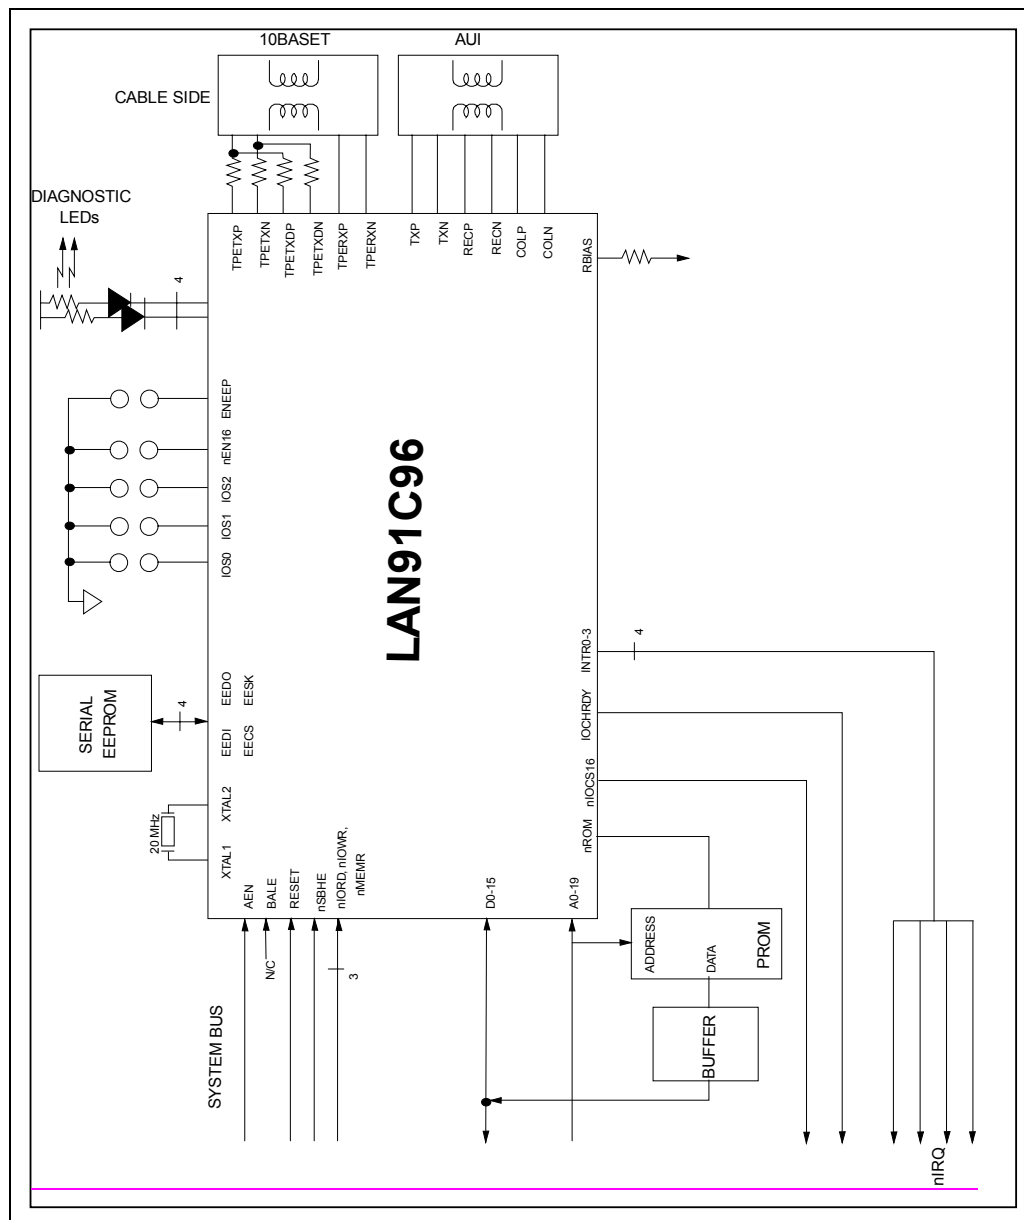 10BASET
AUI
CABLE SIDE
DIAGNOSTIC
LEDs
4
TPETXP
TPETXN
TPETXDP
TPETXDN
TPERXP
TPERXN
TXP
TXN
RECP
RECN
COLP
COLN
RBIAS
ENEEP
nEN16
IOS2
IOS1
IOS0
LAN91C96
SERIAL
EEPROM
4
EEDO
EESK
EEDI
EECS
XTAL2
XTAL1
20 MHz
INTR0-3
4
IOCHRDY
nIOCS16
nROM
AEN
BALE
RESET
nSBHE
nIORD, nIOWR,
nMEMR
D0-15
A0-19
N/C
3
SYSTEM BUS
ADDRESS
DATA
PROM
BUFFER
nIRQ